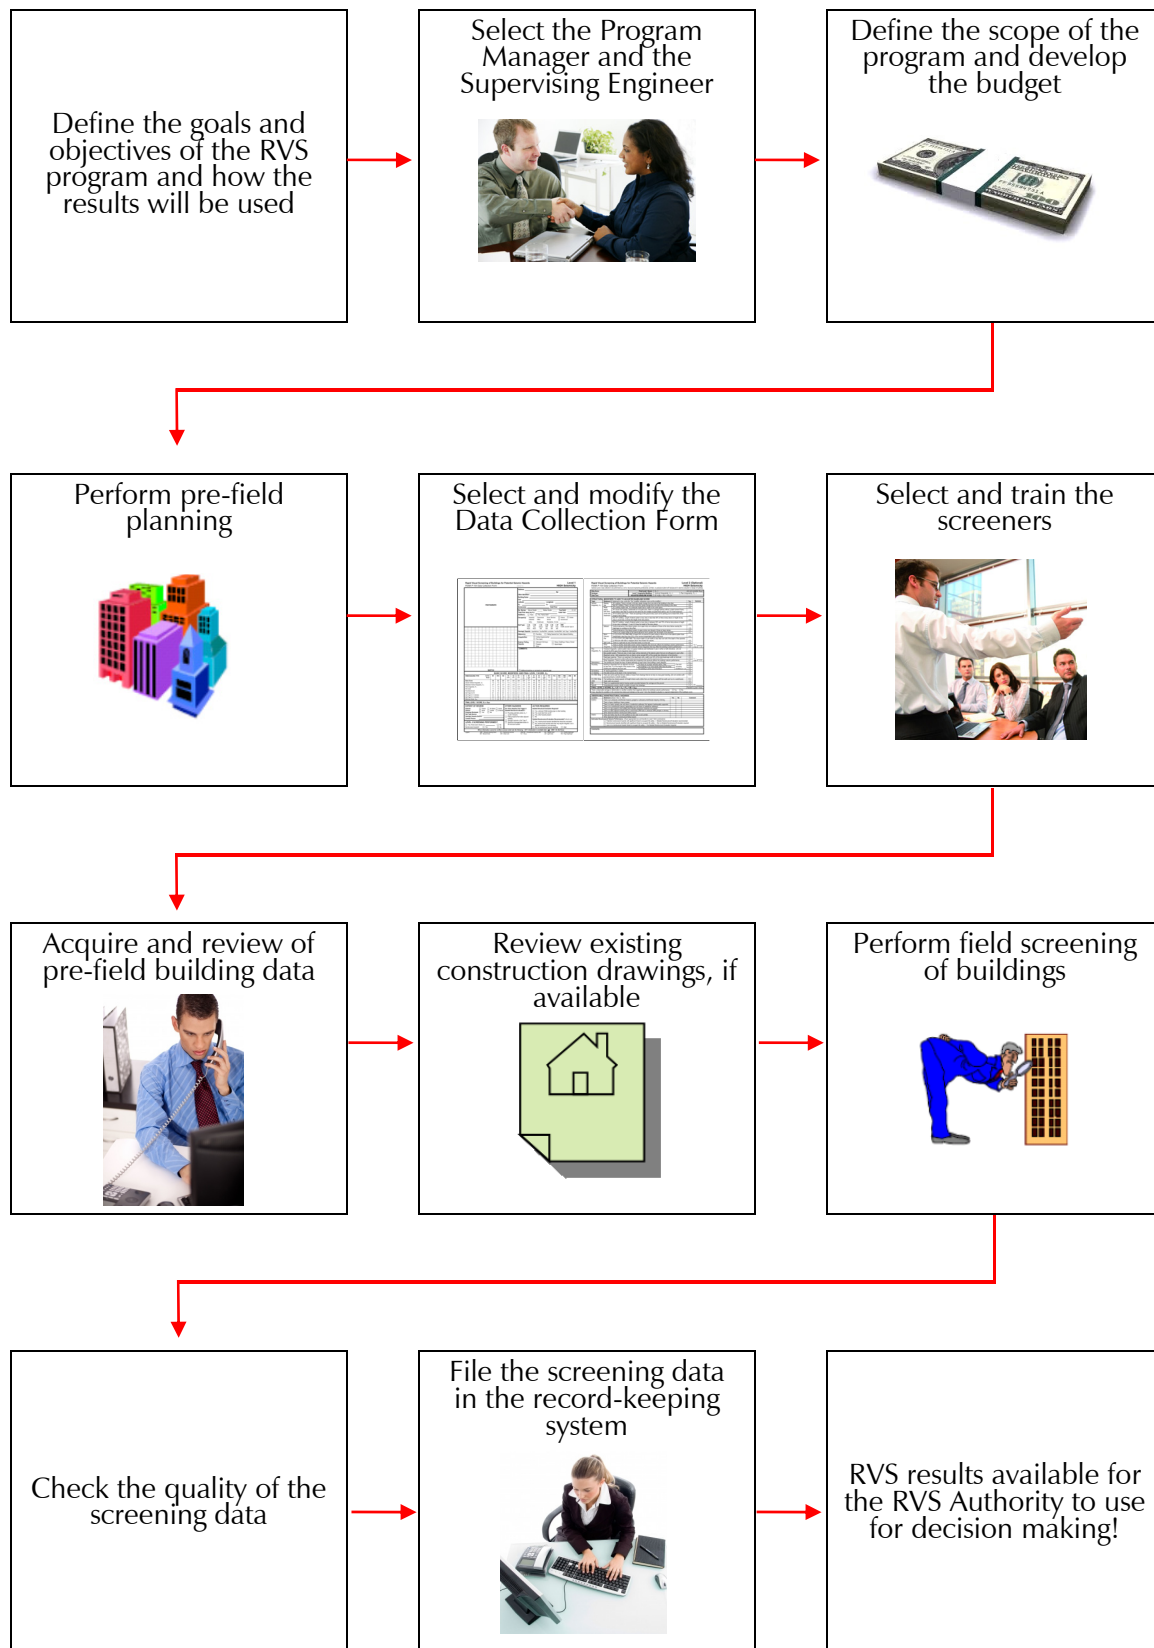 Define the goals and
objectives of the RVS
program and how the
results will be used
Select the Program
Manager and the
Supervising Engineer
Define the scope of the
program and develop
the budget
Perform pre-field
planning
Select and modify the
Data Collection Form
Select and train the
screeners
Acquire and review of
pre-field building data
Review existing
construction drawings, if
available
Perform field screening
of buildings
Check the quality of the
screening data
File the screening data
in the record-keeping
system
RVS results available for
the RVS Authority to use
for decision making!